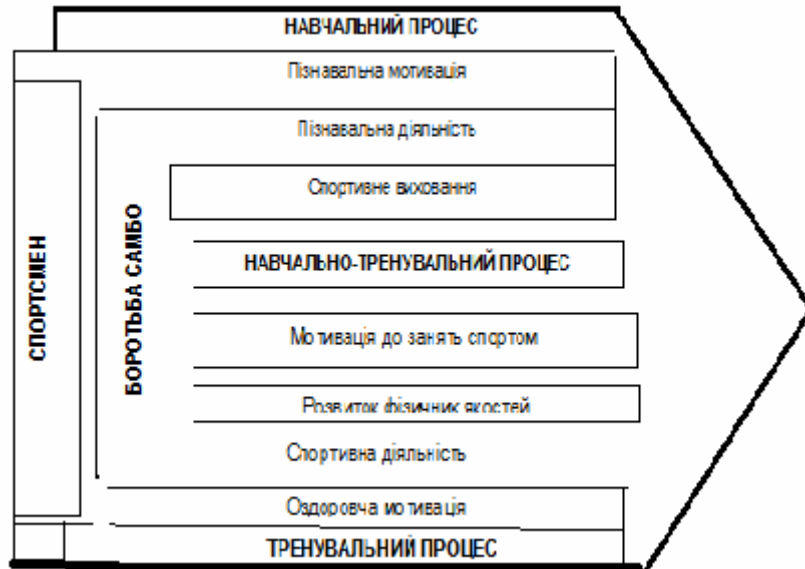 НАВЧАЛЬНИЙ ПРОЦЕС
Пізнавальна мотивація
Пізнавальна діяльність
Спортивне виховання
НАВЧАЛЬНО-ТРЕНУВАЛЬНИЙ ПРОЦЕС
Мотивація до занять спортом
Розвиток фізичник якостей
Спортивна діяльність
Оздоровча мотивація
ТРЕНУВАЛЬНИЙ ПРОЦЕС
СПОРТСМЕН
БОРОТЬБА САМБО